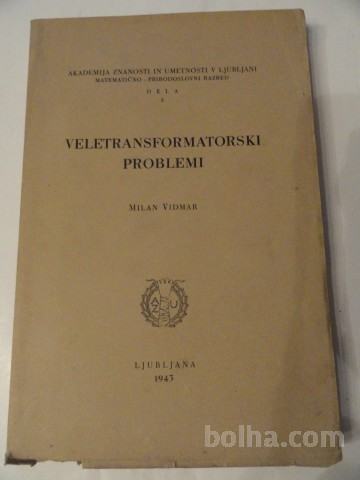 AKADEMIJA ZNANOSTI IN UMETNOSTI V LJUBLJANI
MATEMATIČNO - PRIRODOSLOVNI RAZRED
DELA
VELETRANSFORMATORSKI
PROBLEMI
MILAN VIDMAR
LJUBLJANA
1943
bolha.com